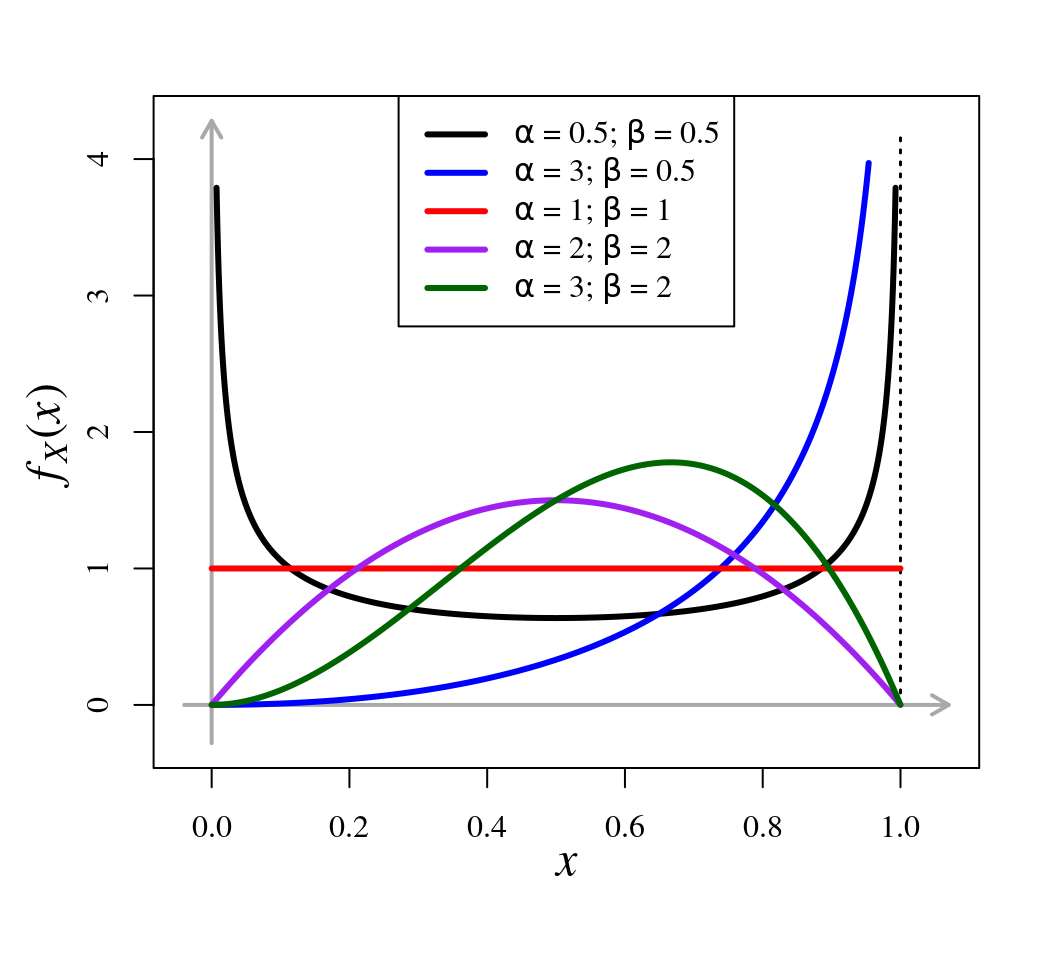 α = 0.5; β = 0.5
α = 3; β = 0.5
α = 1; β = 1
α = 2; β = 2
α = 3; β = 2
4
3
2
1
0
f_X(x)
0.0 0.2 0.4 0.6 0.8 1.0
x